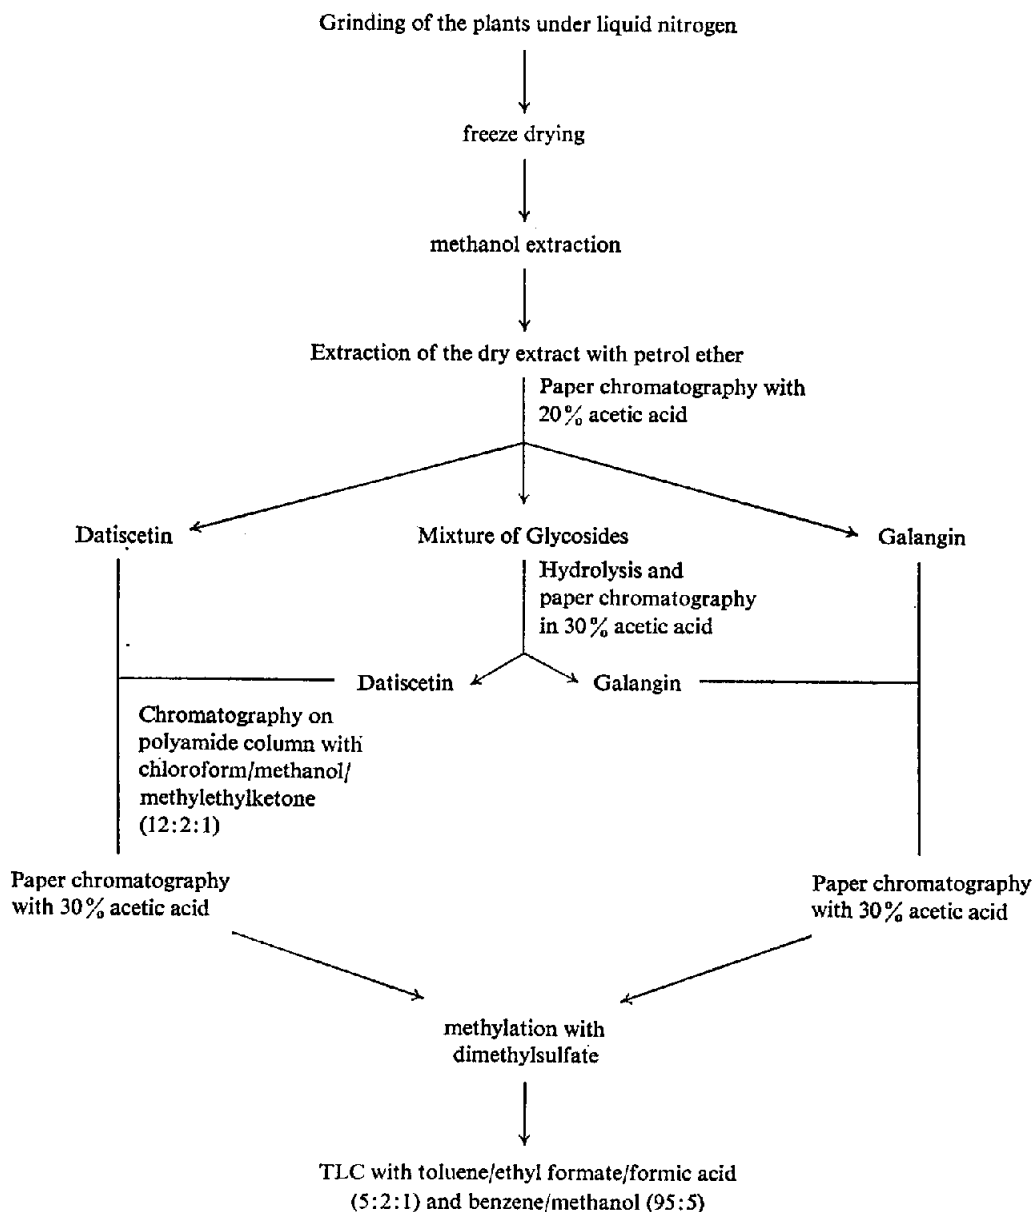 Grinding of the plants under liquid nitrogen
freeze drying
methanol extraction
Extraction of the dry extract with petrol ether
Paper chromatography with
20% acetic acid
Datiscetin
Mixture of Glycosides
Galangin
Hydrolysis and
paper chromatography
in 30% acetic acid
Datiscetin
Galangin
Chromatography on
polyamide column with
chloroform/methanol/
methylethylketone
(12:2:1)
Paper chromatography
with 30% acetic acid
Paper chromatography
with 30% acetic acid
methylation with
dimethylsulfate
TLC with toluene/ethyl formate/formic acid
(5:2:1) and benzene/methanol (95:5)